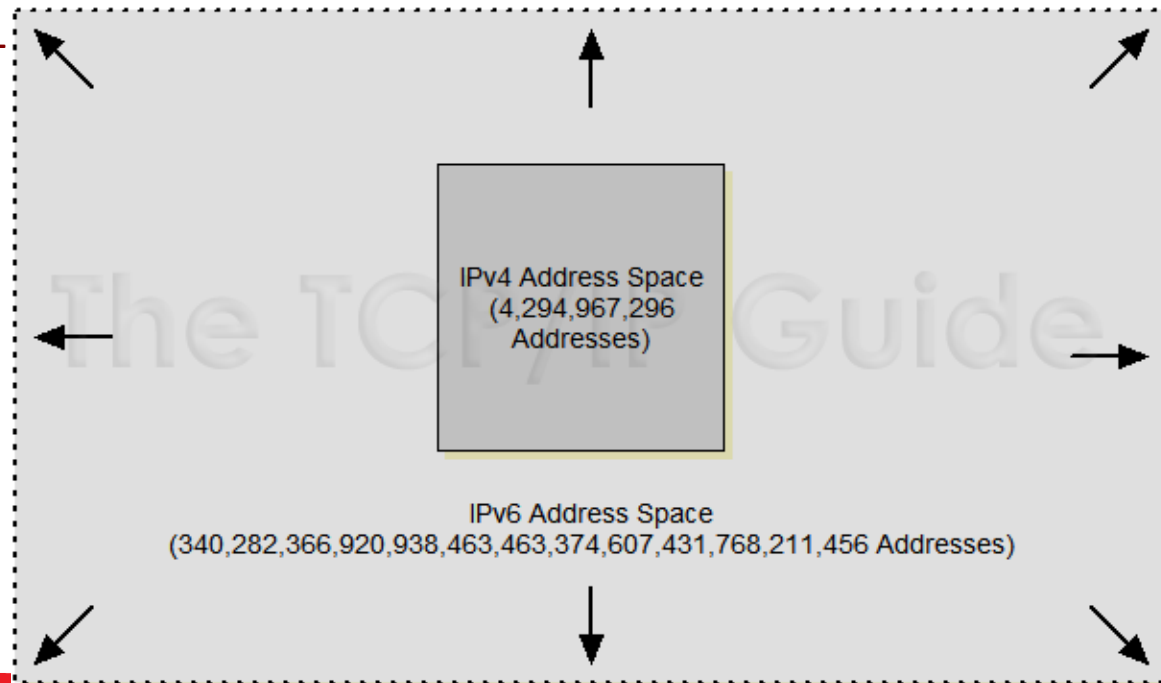 The TCP/IP Guide
IPv4 Address Space
(4,294,967,296
Addresses)
IPv6 Address Space
(340,282,366,920,938,463,463,374,607,431,768,211,456 Addresses)